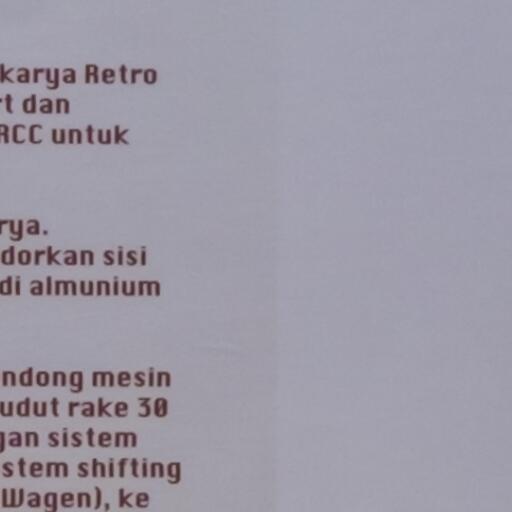 karya Retro
t dan
RCC untuk
rya.
dorkan sisi
di almunium
ndong mesin
udut rake 30
gan sistem
stem shifting
Wagen), ke